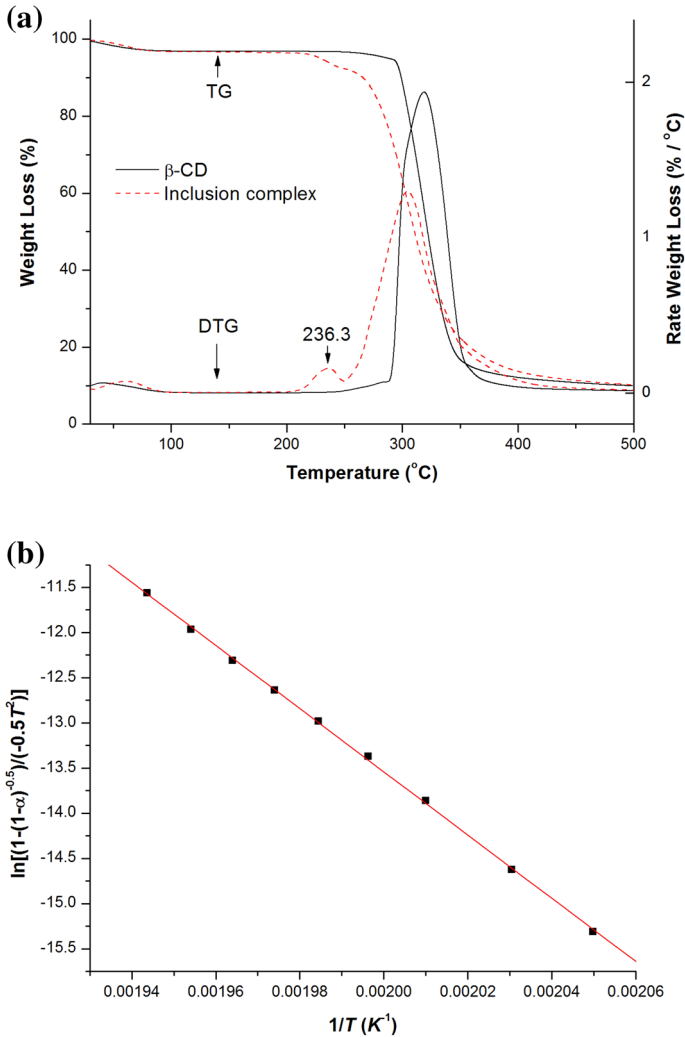 (a)
100
80
60
40
20
0
Weight Loss (%)
2
1
0
Rate Weight Loss (% / °C)
TG
β-CD
Inclusion complex
DTG
236.3
100 200 300 400 500
Temperature (°C)
(b)
-11.5
-12.0
-12.5
-13.0
-13.5
-14.0
-14.5
-15.0
-15.5
ln[(1-(1-α)^-0.5)/(-0.5T²)]
0.00194 0.00196 0.00198 0.00200 0.00202 0.00204 0.00206
1/T (K⁻¹)